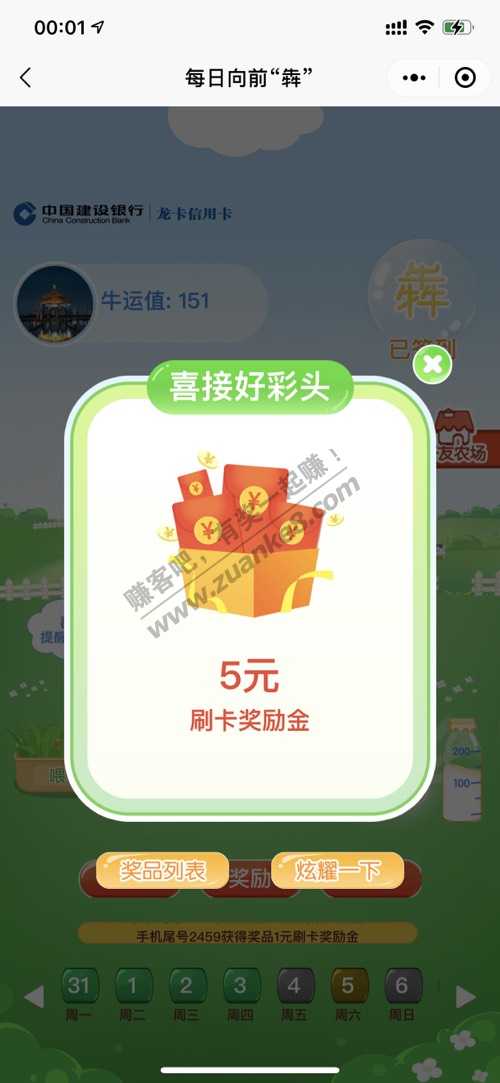 00:01
每日向前“犇”
中国建设银行 龙卡信用卡
China Construction Bank
牛运值: 151
犇
已签到
喜接好彩头
友农场
赚客吧，有奖一起赚！
www.zuanke8.com
提醒
5元
刷卡奖励金
200
100
喂
奖品列表
奖励
炫耀一下
手机尾号2459获得奖品1元刷卡奖励金
31 1 2 3 4 5 6
周一 周二 周三 周四 周五 周六 周日